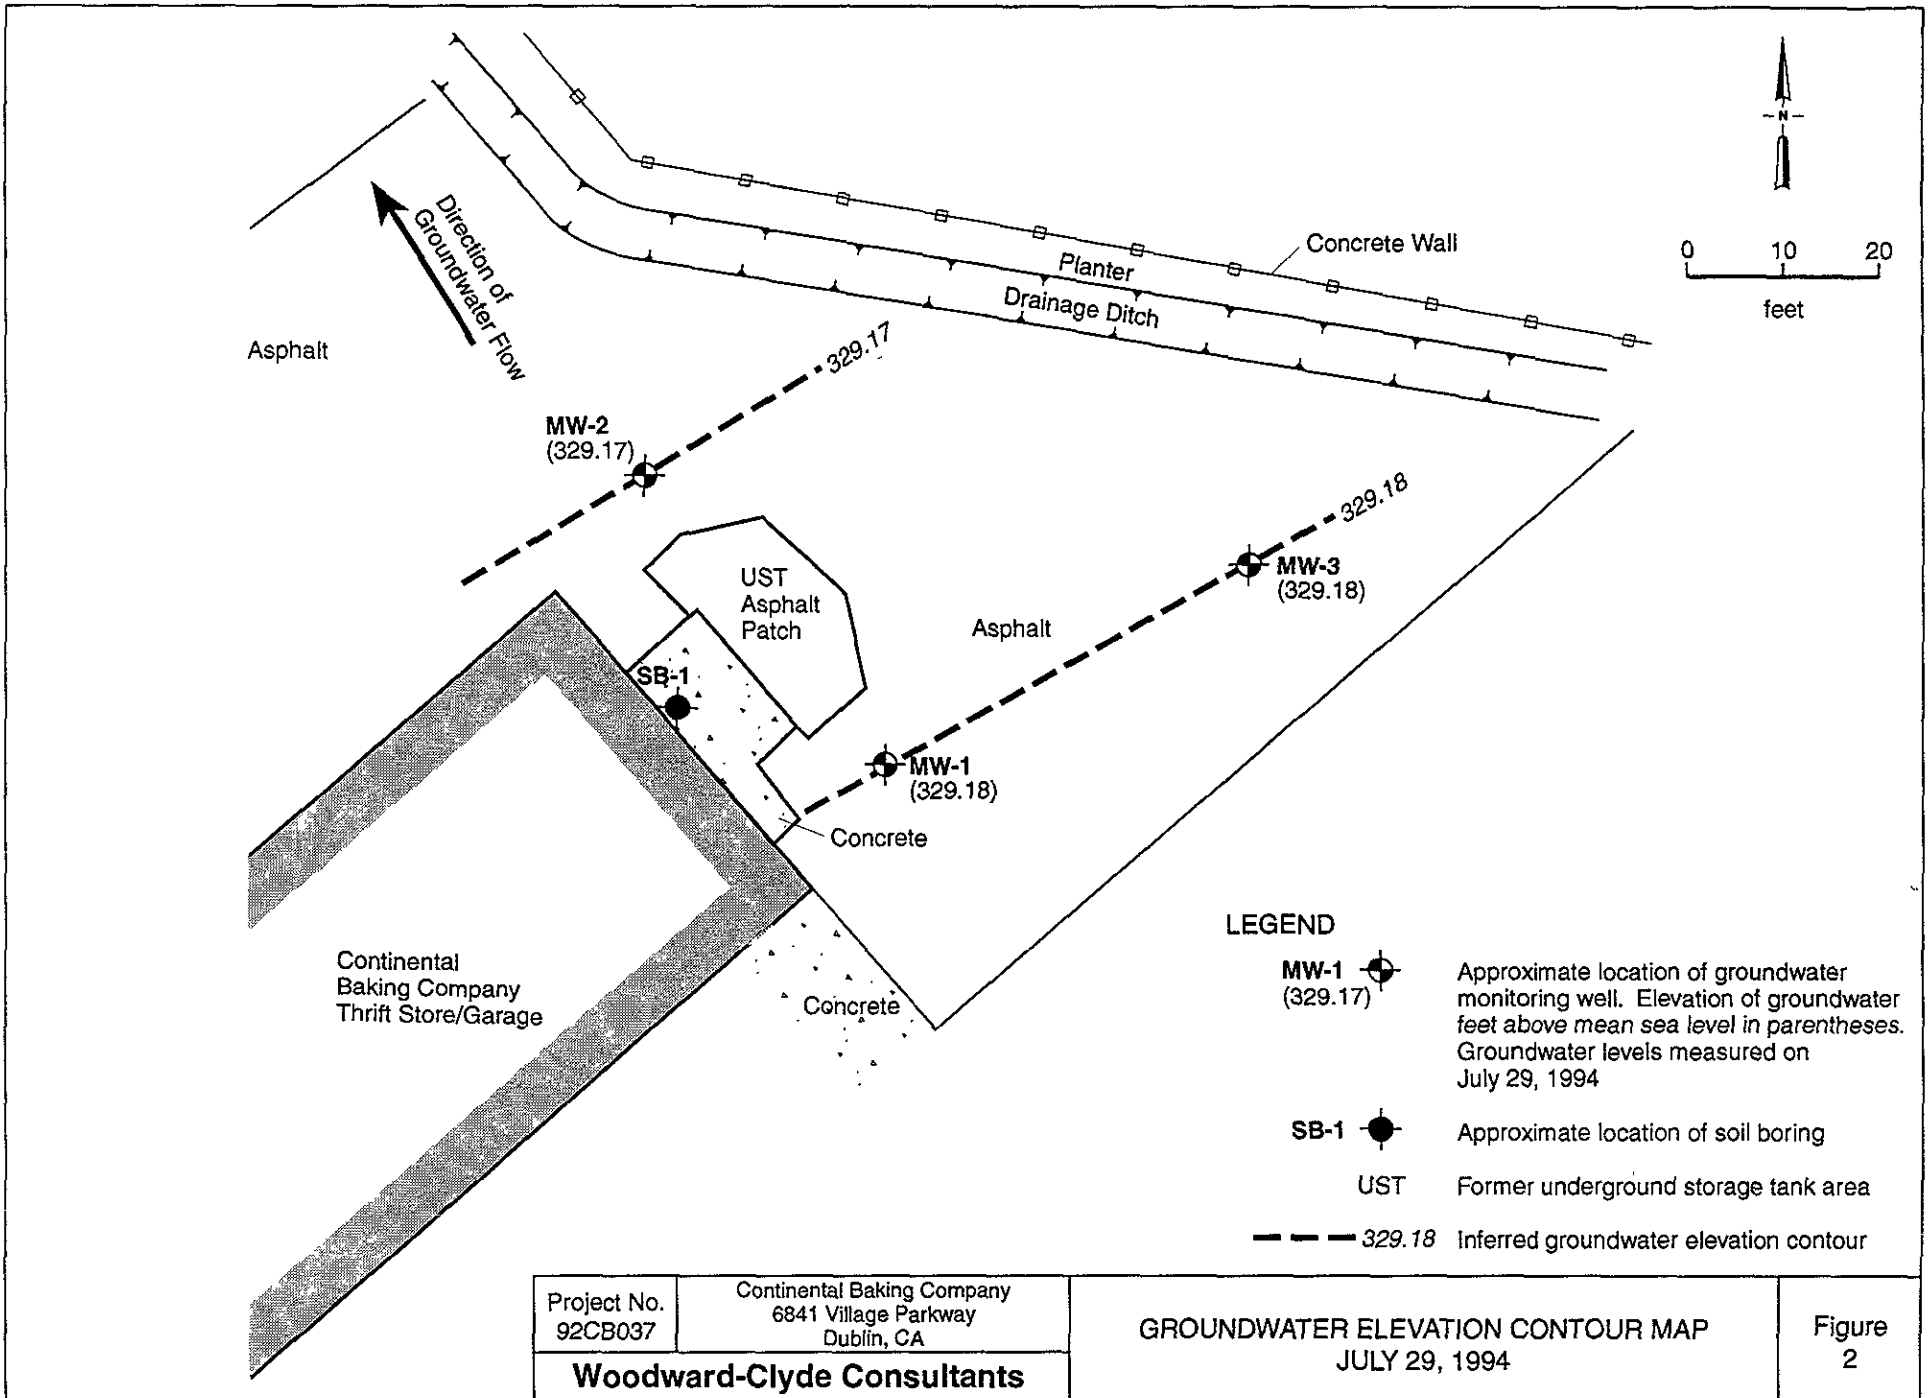 N
0 10 20
feet
Concrete Wall
Planter
Drainage Ditch
Direction of
Groundwater Flow
Asphalt
329.17
MW-2
(329.17)
329.18
MW-3
(329.18)
UST
Asphalt
Patch
Asphalt
SB-1
MW-1
(329.18)
Concrete
Continental
Baking Company
Thrift Store/Garage
Concrete
LEGEND
MW-1
(329.17)
Approximate location of groundwater
monitoring well. Elevation of groundwater
feet above mean sea level in parentheses.
Groundwater levels measured on
July 29, 1994
SB-1 Approximate location of soil boring
UST Former underground storage tank area
329.18 Inferred groundwater elevation contour
Project No.
92CB037
Continental Baking Company
6841 Village Parkway
Dublin, CA
Woodward-Clyde Consultants
GROUNDWATER ELEVATION CONTOUR MAP
JULY 29, 1994
Figure
2